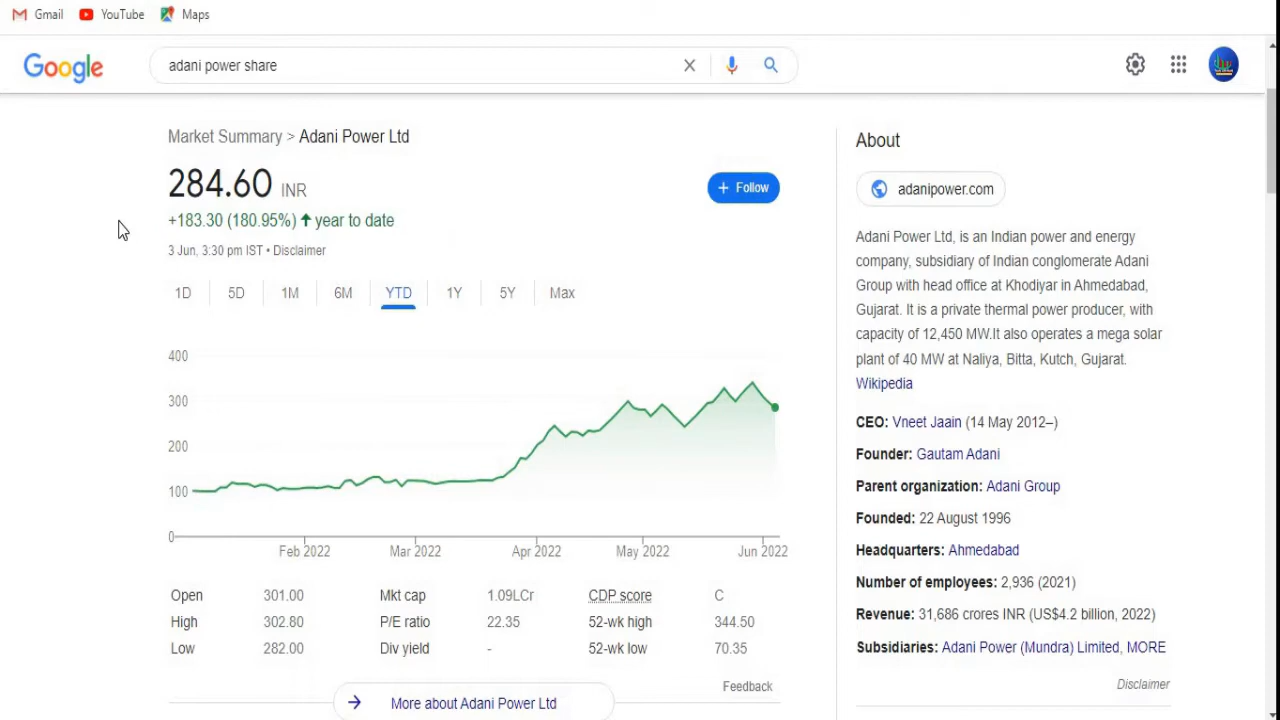 Gmail YouTube Maps
Google adani power share
Market Summary > Adani Power Ltd
284.60 INR
+ Follow
+183.30 (180.95%) ↑ year to date
3 Jun, 3:30 pm IST • Disclaimer
1D 5D 1M 6M YTD 1Y 5Y Max
400
300
200
100
0
Feb 2022 Mar 2022 Apr 2022 May 2022 Jun 2022
Open 301.00 Mkt cap 1.09LCr CDP score C
High 302.80 P/E ratio 22.35 52-wk high 344.50
Low 282.00 Div yield - 52-wk low 70.35
Feedback
More about Adani Power Ltd
About
adanipower.com
Adani Power Ltd, is an Indian power and energy
company, subsidiary of Indian conglomerate Adani
Group with head office at Khodiyar in Ahmedabad,
Gujarat. It is a private thermal power producer, with
capacity of 12,450 MW.It also operates a mega solar
plant of 40 MW at Naliya, Bitta, Kutch, Gujarat.
Wikipedia
CEO: Vneet Jaain (14 May 2012–)
Founder: Gautam Adani
Parent organization: Adani Group
Founded: 22 August 1996
Headquarters: Ahmedabad
Number of employees: 2,936 (2021)
Revenue: 31,686 crores INR (US$4.2 billion, 2022)
Subsidiaries: Adani Power (Mundra) Limited, MORE
Disclaimer